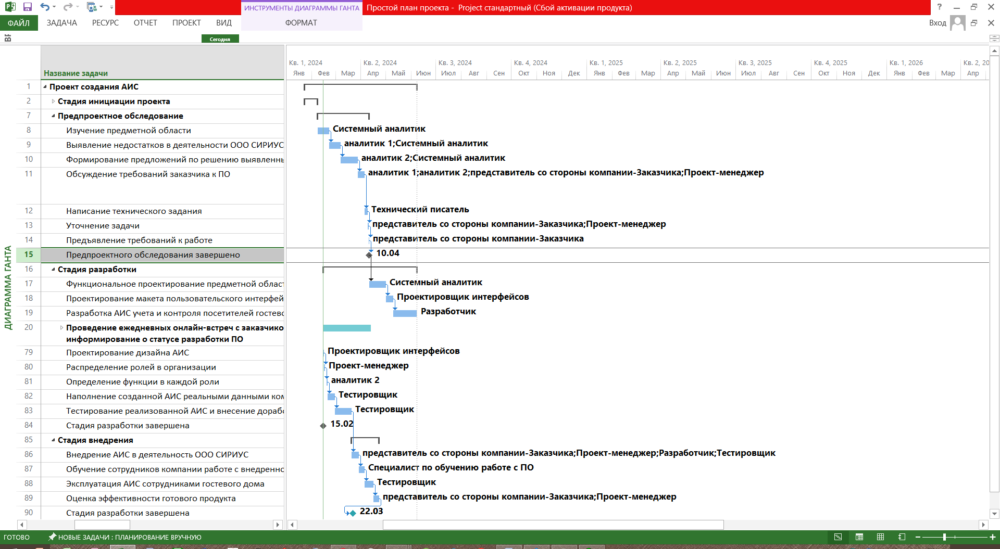 ИНСТРУМЕНТЫ ДИАГРАММЫ ГАНТА
Простой план проекта - Project стандартный (Сбой активации продукта)
ФАЙЛ ЗАДАЧА РЕСУРС ОТЧЕТ ПРОЕКТ ВИД ФОРМАТ Вход
Сегодня
Кв. 1, 2024 Кв. 2, 2024 Кв. 3, 2024 Кв. 4, 2024 Кв. 1, 2025 Кв. 2, 2025 Кв. 3, 2025 Кв. 4, 2025 Кв. 1, 2026 Кв. 2, 20
Название задачи Янв Фев Мар Апр Май Июн Июл Авг Сен Окт Ноя Дек Янв Фев Мар Апр Май Июн Июл Авг Сен Окт Ноя Дек Янв Фев Мар Апр
1 Проект создания АИС
2 Стадия инициации проекта
7 Предпроектное обследование
8 Изучение предметной области Системный аналитик
9 Выявление недостатков в деятельности ООО СИРИУС аналитик 1;Системный аналитик
10 Формирование предложений по решению выявленнь аналитик 2;Системный аналитик
11 Обсуждение требований заказчика к ПО аналитик 1;аналитик 2;представитель со стороны компании-Заказчика;Проект-менеджер
12 Написание технического задания Технический писатель
13 Уточнение задачи представитель со стороны компании-Заказчика;Проект-менеджер
14 Предъявление требований к работе представитель со стороны компании-Заказчика
15 Предпроектного обследования завершено 10.04
16 Стадия разработки
17 Функциональное проектирование предметной област Системный аналитик
18 Проектирование макета пользовательского интерфей Проектировщик интерфейсов
19 Разработка АИС учета и контроля посетителей гостево Разработчик
20 Проведение ежедневных онлайн-встреч с заказчико
информирование о статусе разработки ПО
79 Проектирование дизайна АИС Проектировщик интерфейсов
80 Распределение ролей в организации Проект-менеджер
81 Определение функции в каждой роли аналитик 2
82 Наполнение созданной АИС реальными данными ком Тестировщик
83 Тестирование реализованной АИС и внесение дорабо Тестировщик
84 Стадия разработки завершена 15.02
85 Стадия внедрения
86 Внедрение АИС в деятельность ООО СИРИУС представитель со стороны компании-Заказчика;Проект-менеджер;Разработчик;Тестировщик
87 Обучение сотрудников компании работе с внедренно Специалист по обучению работе с ПО
88 Эксплуатация АИС сотрудниками гостевого дома Тестировщик
89 Оценка эффективности готового продукта представитель со стороны компании-Заказчика;Проект-менеджер
90 Стадия разработки завершена 22.03
ДИАГРАММА ГАНТА
ГОТОВО НОВЫЕ ЗАДАЧИ : ПЛАНИРОВАНИЕ ВРУЧНУЮ